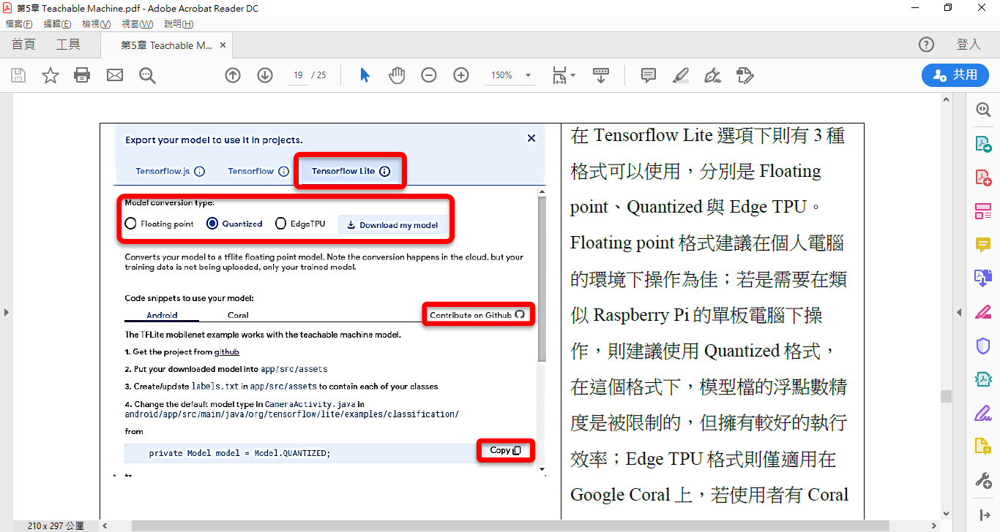 第5章 Teachable Machine.pdf - Adobe Acrobat Reader DC
檔案(F) 編輯(E) 檢視(V) 視窗(W) 說明(H)
首頁 工具 第5章 Teachable M... × 登入
19 / 25 150% 共用
Export your model to use it in projects.
Tensorflow.js Tensorflow Tensorflow Lite
Model conversion type:
Floating point Quantized EdgeTPU Download my model
Converts your model to a tflite floating point model. Note the conversion happens in the cloud, but your
training data is not being uploaded, only your trained model.
Code snippets to use your model:
Android Coral Contribute on Github
The TFLite mobilenet example works with the teachable machine model.
1. Get the project from github
2. Put your downloaded model into app/src/assets
3. Create/update labels.txt in app/src/assets to contain each of your classes
4. Change the default model type in CameraActivity.java in
android/app/src/main/java/org/tensorflow/lite/examples/classification/
from
private Model model = Model.QUANTIZED; Copy
在 Tensorflow Lite 選項下則有 3 種
格式可以使用，分別是 Floating
point、Quantized 與 Edge TPU。
Floating point 格式建議在個人電腦
的環境下操作為佳；若是需要在類
似 Raspberry Pi 的單板電腦下操
作，則建議使用 Quantized 格式，
在這個格式下，模型檔的浮點數精
度是被限制的，但擁有較好的執行
效率；Edge TPU 格式則僅適用在
Google Coral 上，若使用者有 Coral
210 x 297 公厘